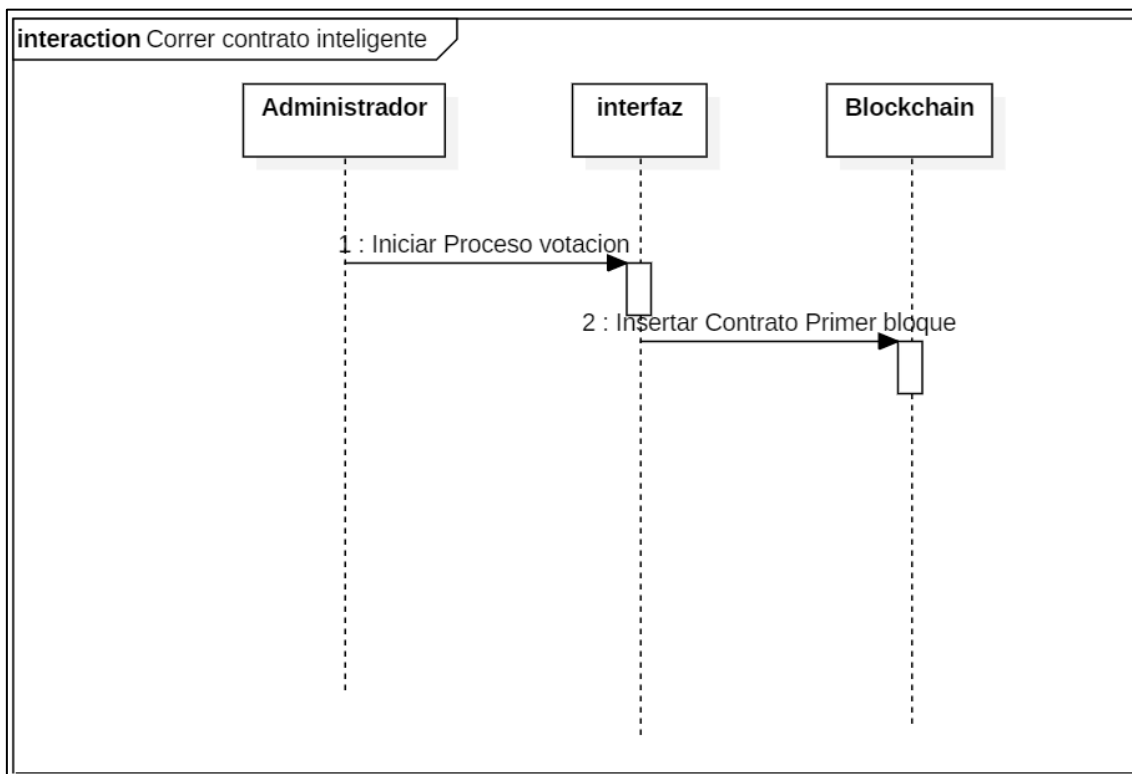 interaction Correr contrato inteligente
Administrador
interfaz
Blockchain
1 : Iniciar Proceso votacion
2 : Insertar Contrato Primer bloque